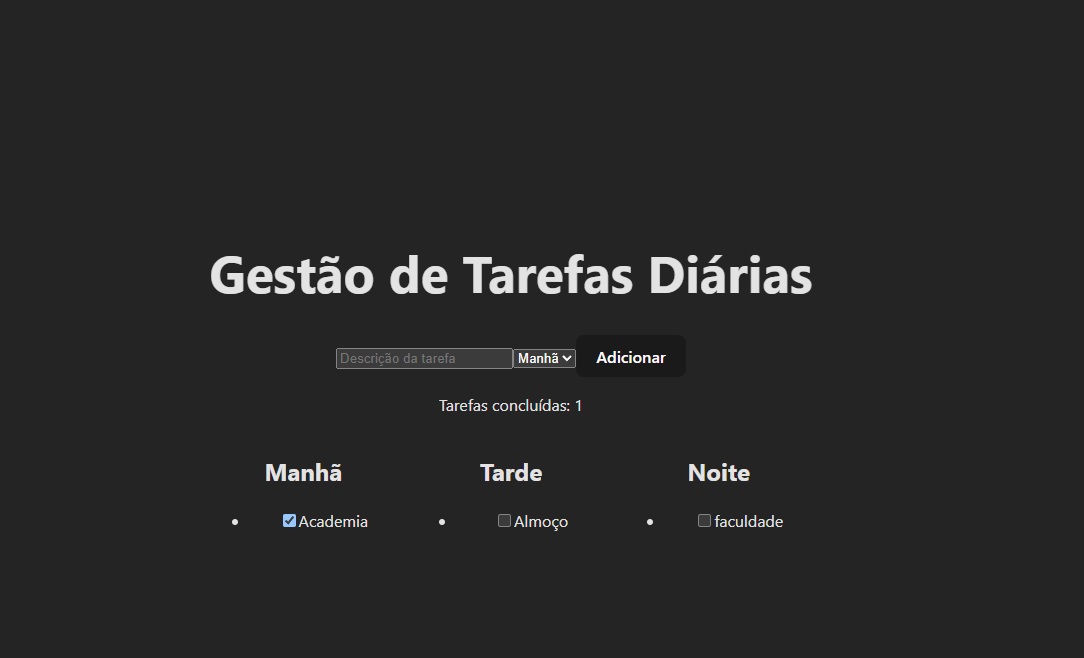 Gestão de Tarefas Diárias
Descrição da tarefa Manhã Adicionar
Tarefas concluídas: 1
Manhã Tarde Noite
Academia Almoço faculdade